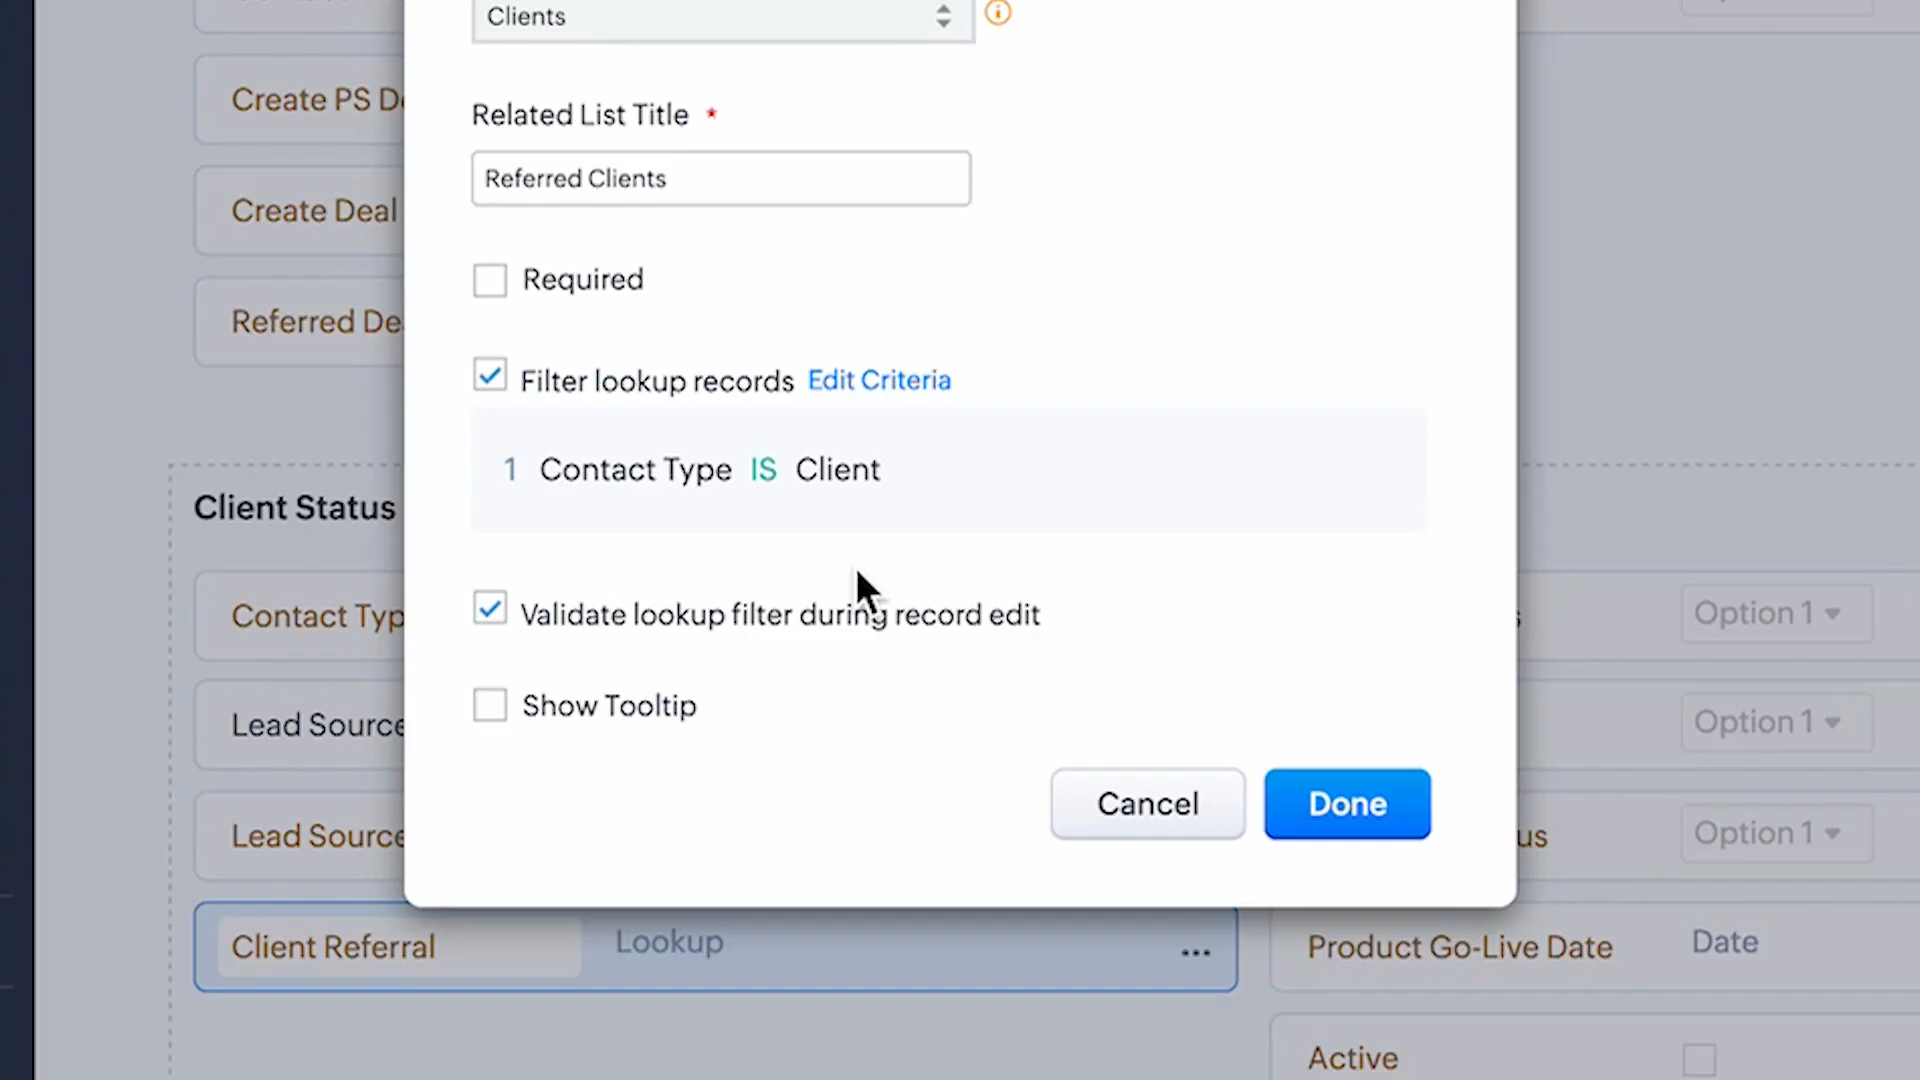 Clients
Related List Title *
Referred Clients
Required
Filter lookup records Edit Criteria
1 Contact Type IS Client
Validate lookup filter during record edit
Show Tooltip
Cancel
Done
Create PS
Create Deal
Referred
Client Status
Contact
Lead Source
Lead Source
Client Referral
Lookup
...
Option 1
Option 1
Option 1
Product Go-Live Date
Date
Active